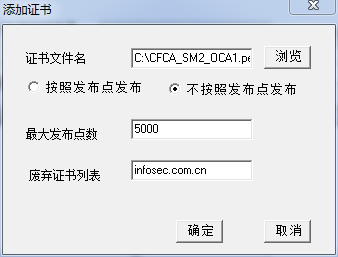 添加证书
证书文件名 C:\CFCA_SM2_OCA1.pe 浏览
按照发布点发布 不按照发布点发布
最大发布点数 5000
废弃证书列表 infosec.com.cn
确定 取消